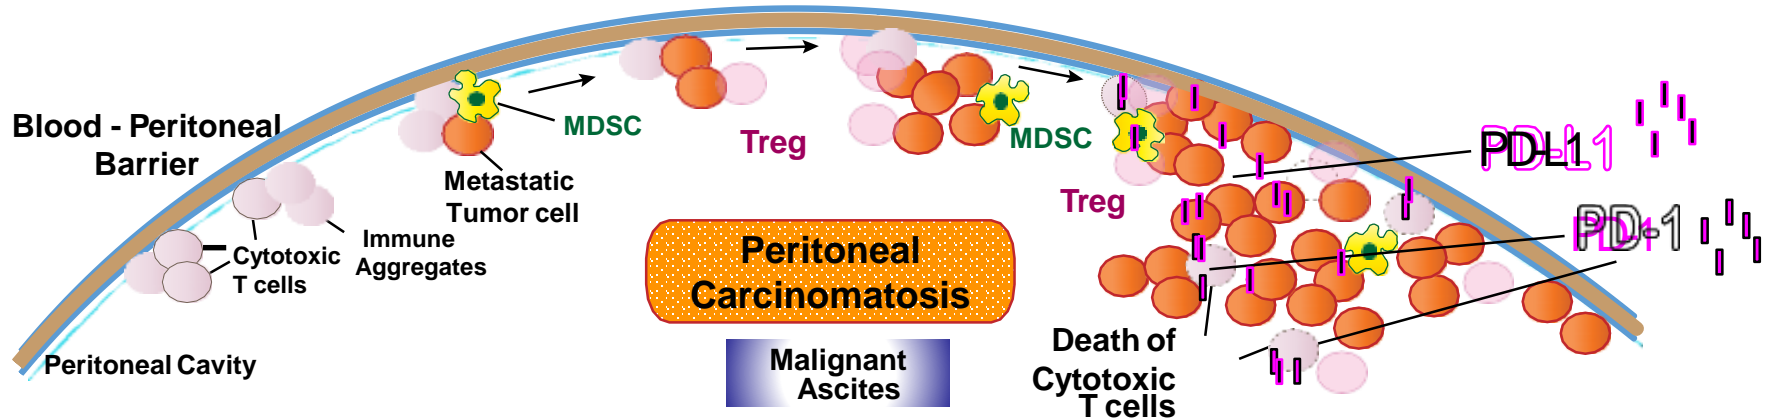 Blood - Peritoneal
Barrier
MDSC
Treg
MDSC
PD-L1
Metastatic
Tumor cell
Treg
PD-1
Immune
Aggregates
Cytotoxic
T cells
Peritoneal
Carcinomatosis
Peritoneal Cavity
Malignant
Ascites
Death of
Cytotoxic
T cells